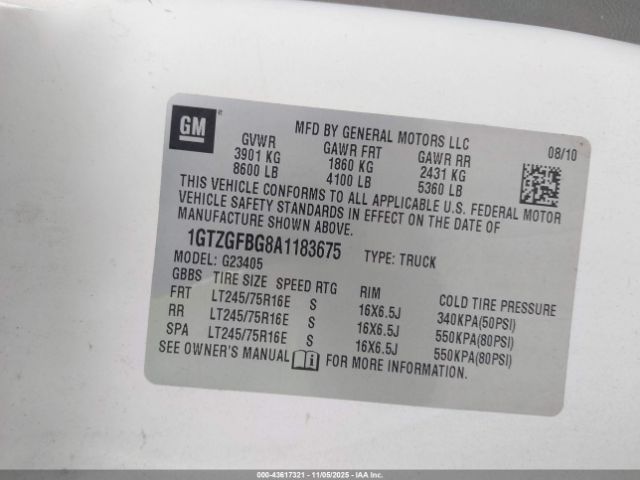 GM
®
MFD BY GENERAL MOTORS LLC 08/10
GVWR GAWR FRT GAWR RR
3901 KG 1860 KG 2431 KG
8600 LB 4100 LB 5360 LB
THIS VEHICLE CONFORMS TO ALL APPLICABLE U.S. FEDERAL MOTOR
VEHICLE SAFETY STANDARDS IN EFFECT ON THE DATE OF
MANUFACTURE SHOWN ABOVE.
1GTZGFBG8A1183675 TYPE: TRUCK
MODEL: G23405
GBBS TIRE SIZE SPEED RTG RIM COLD TIRE PRESSURE
FRT LT245/75R16E S 16X6.5J 340KPA(50PSI)
RR LT245/75R16E S 16X6.5J 550KPA(80PSI)
SPA LT245/75R16E S 16X6.5J 550KPA(80PSI)
SEE OWNER'S MANUAL FOR MORE INFORMATION.
000-43617321 - 11/05/2025 - IAAI.CA